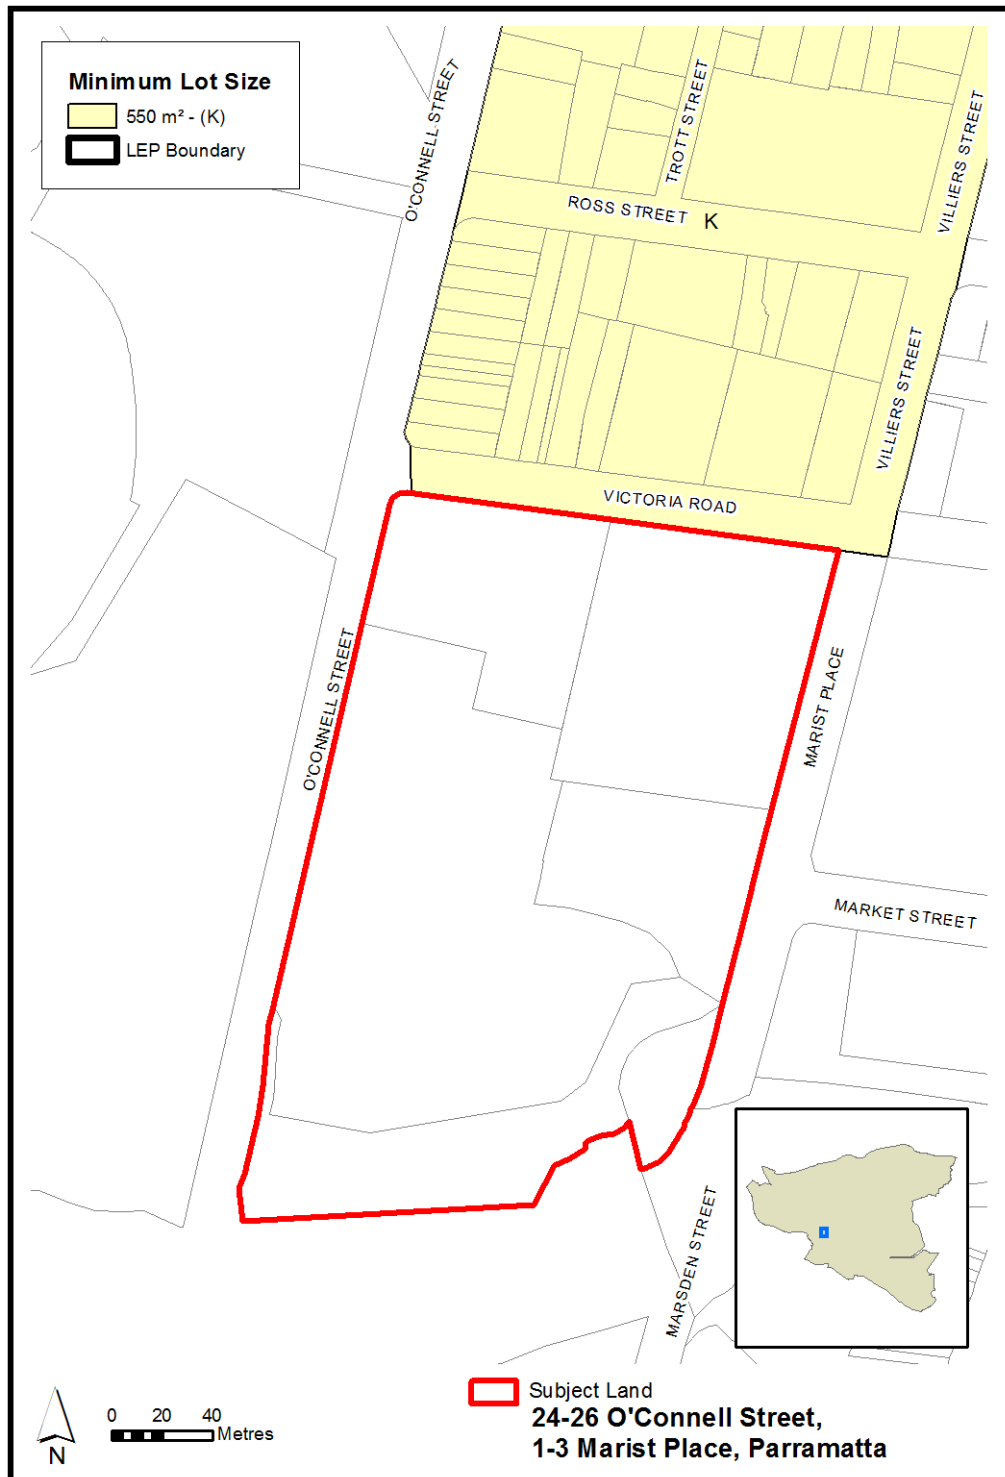 Minimum Lot Size
550 m² - (K)
LEP Boundary
O'CONNELL STREET
TROTT STREET
VILLIERS STREET
ROSS STREET
K
VILLIERS STREET
VICTORIA ROAD
O'CONNELL STREET
MARIST PLACE
MARKET STREET
MARSDEN STREET
N
0 20 40
Metres
Subject Land
24-26 O'Connell Street,
1-3 Marist Place, Parramatta